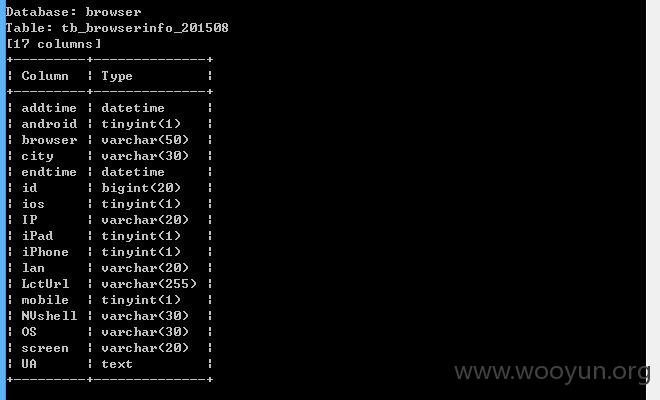 Database: browser
Table: tb_browserinfo_201508
[17 columns]
+---------+--------------+
| Column  | Type         |
+---------+--------------+
| addtime | datetime     |
| android | tinyint(1)   |
| browser | varchar(50)  |
| city    | varchar(30)  |
| endtime | datetime     |
| id      | bigint(20)   |
| ios     | tinyint(1)   |
| IP      | varchar(20)  |
| iPad    | tinyint(1)   |
| iPhone  | tinyint(1)   |
| lan     | varchar(20)  |
| LctUrl  | varchar(255) |
| mobile  | tinyint(1)   |
| NVshell | varchar(30)  |
| OS      | varchar(30)  |
| screen  | varchar(20)  |
| UA      | text         |
+---------+--------------+
www.wooyun.org